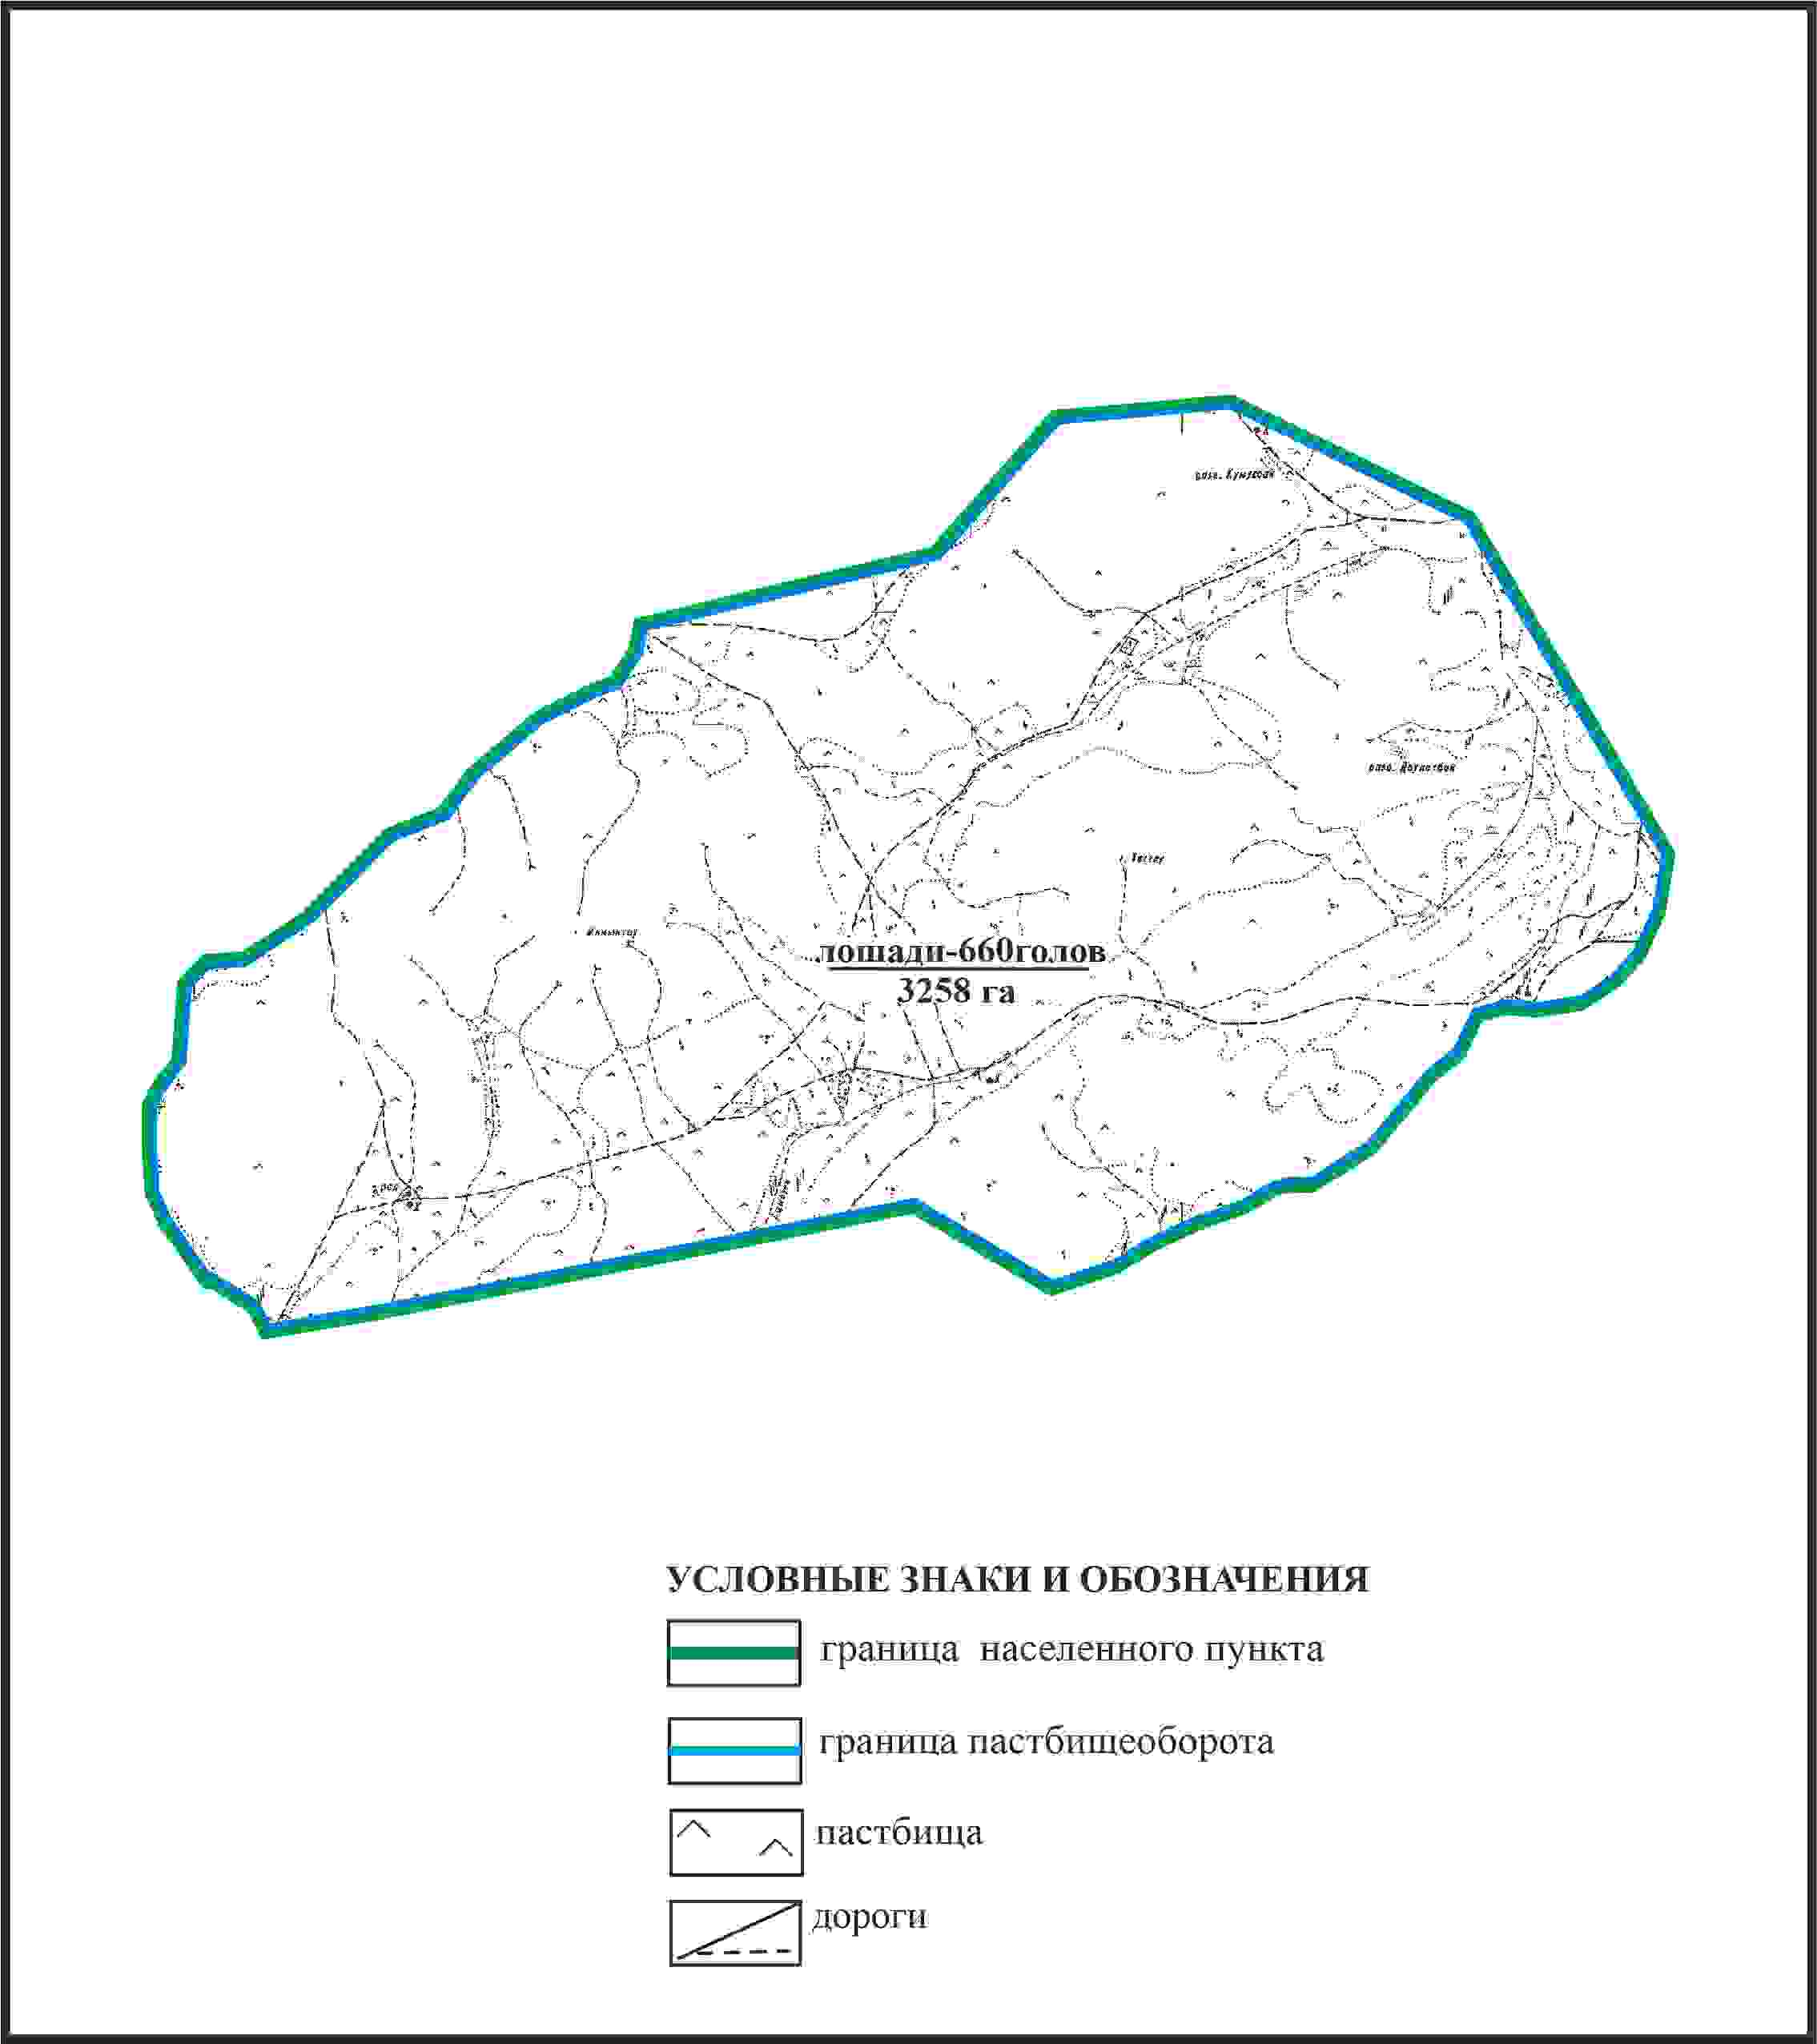 лошади-660голов
3258 га
УСЛОВНЫЕ ЗНАКИ И ОБОЗНАЧЕНИЯ
граница населенного пункта
граница пастбищеоборота
пастбища
дороги